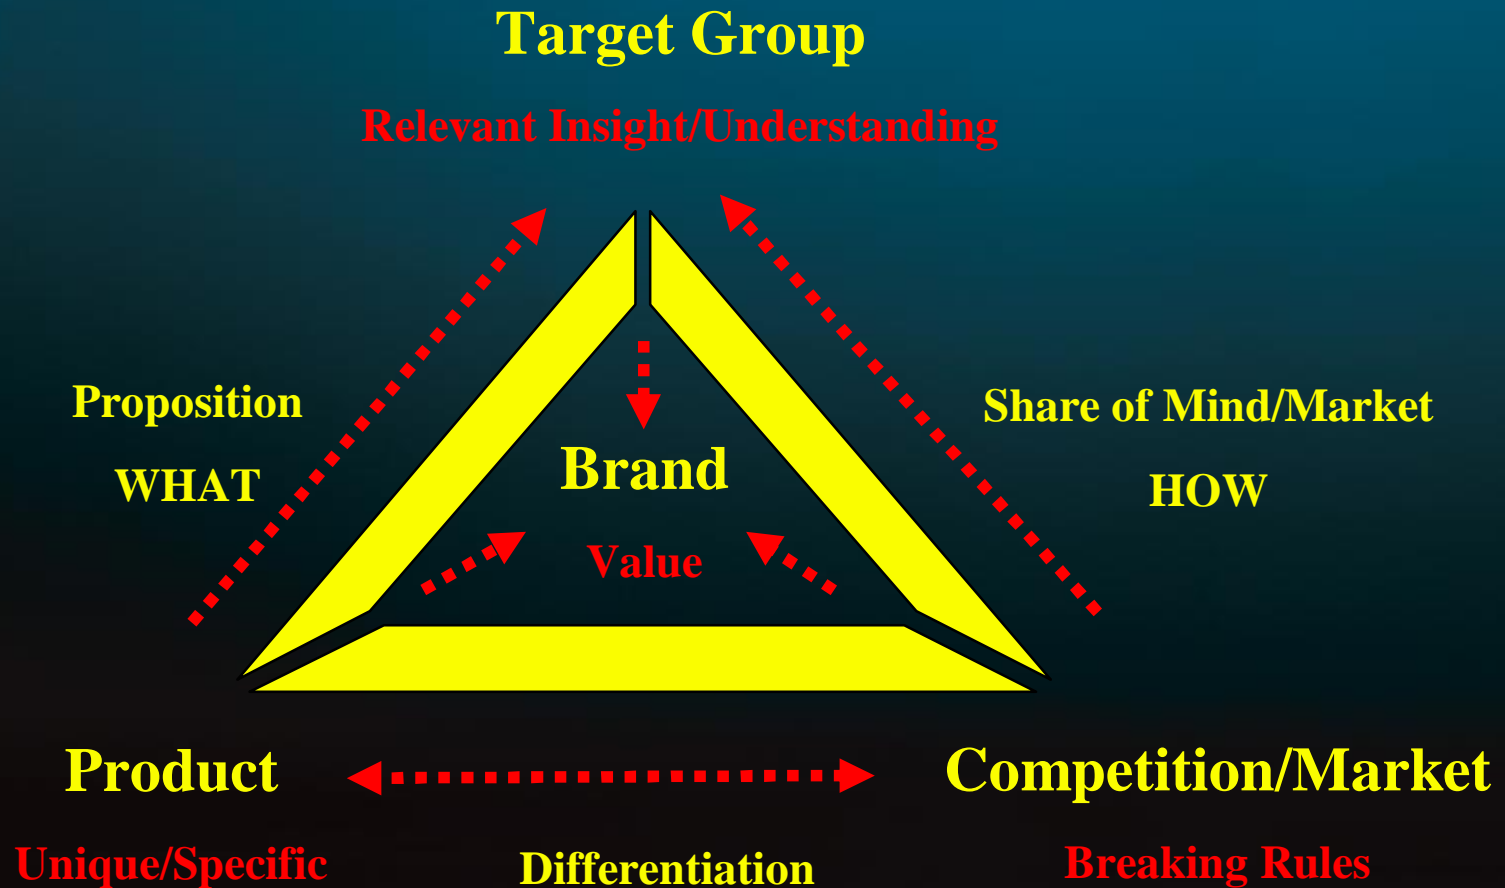 Target Group
Relevant Insight/Understanding
Proposition
WHAT
Share of Mind/Market
HOW
Brand
Value
Product
Competition/Market
Unique/Specific
Differentiation
Breaking Rules